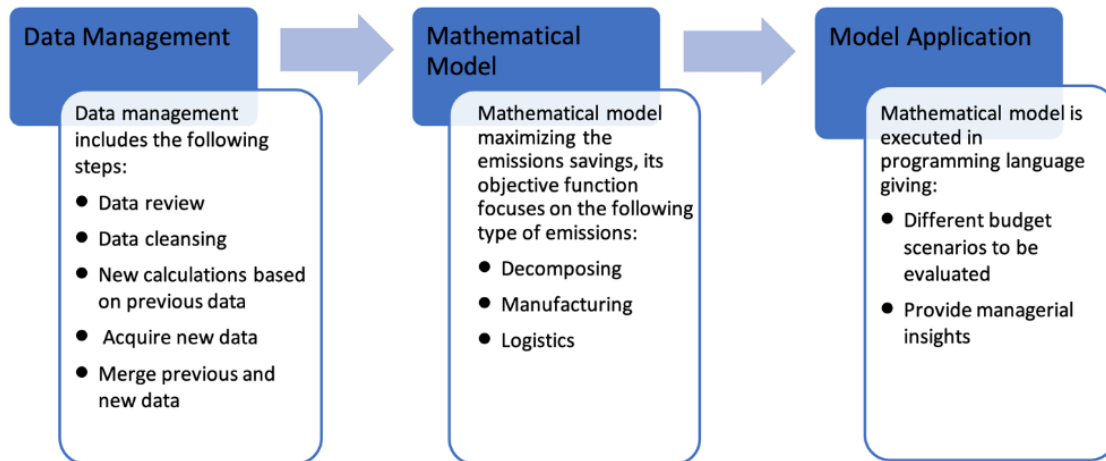 Data Management
Data management
includes the following
steps:
● Data review
● Data cleansing
● New calculations based
on previous data
● Acquire new data
● Merge previous and
new data
Mathematical
Model
Mathematical model
maximizing the
emissions savings, its
objective function
focuses on the following
type of emissions:
● Decomposing
● Manufacturing
● Logistics
Model Application
Mathematical model is
executed in
programming language
giving:
● Different budget
scenarios to be
evaluated
● Provide managerial
insights